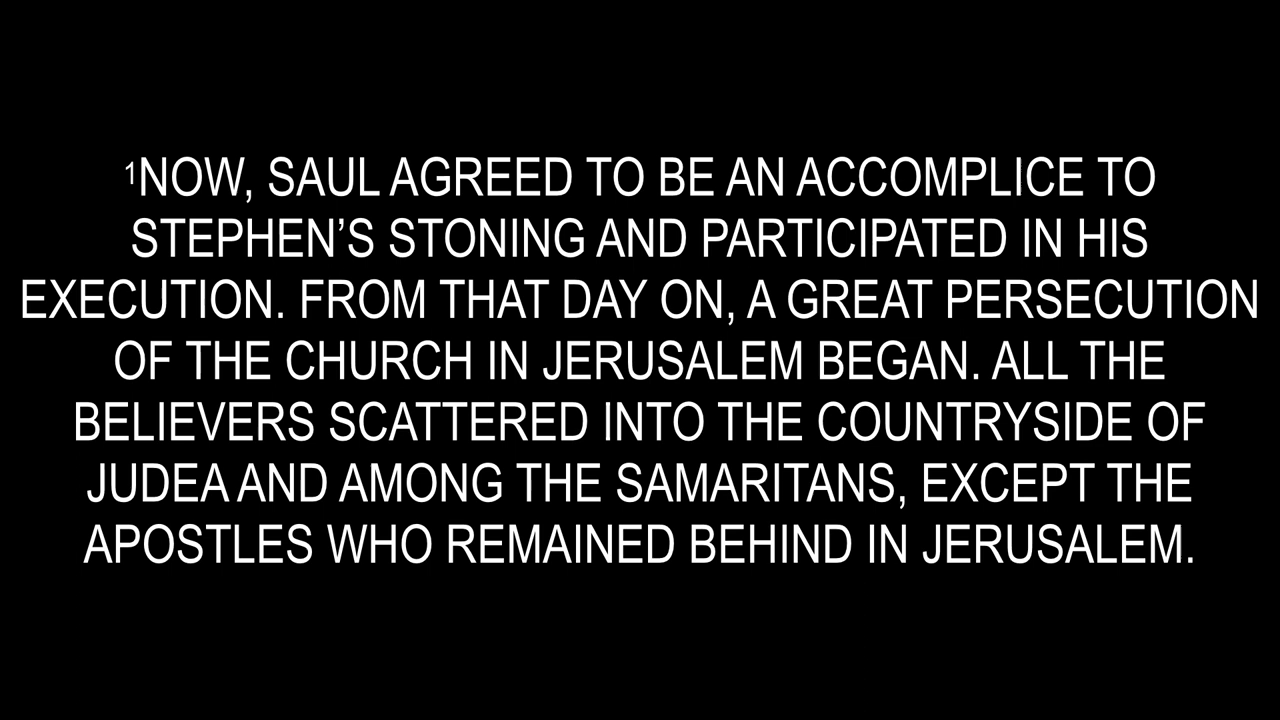 ¹NOW, SAUL AGREED TO BE AN ACCOMPLICE TO
STEPHEN’S STONING AND PARTICIPATED IN HIS
EXECUTION. FROM THAT DAY ON, A GREAT PERSECUTION
OF THE CHURCH IN JERUSALEM BEGAN. ALL THE
BELIEVERS SCATTERED INTO THE COUNTRYSIDE OF
JUDEA AND AMONG THE SAMARITANS, EXCEPT THE
APOSTLES WHO REMAINED BEHIND IN JERUSALEM.